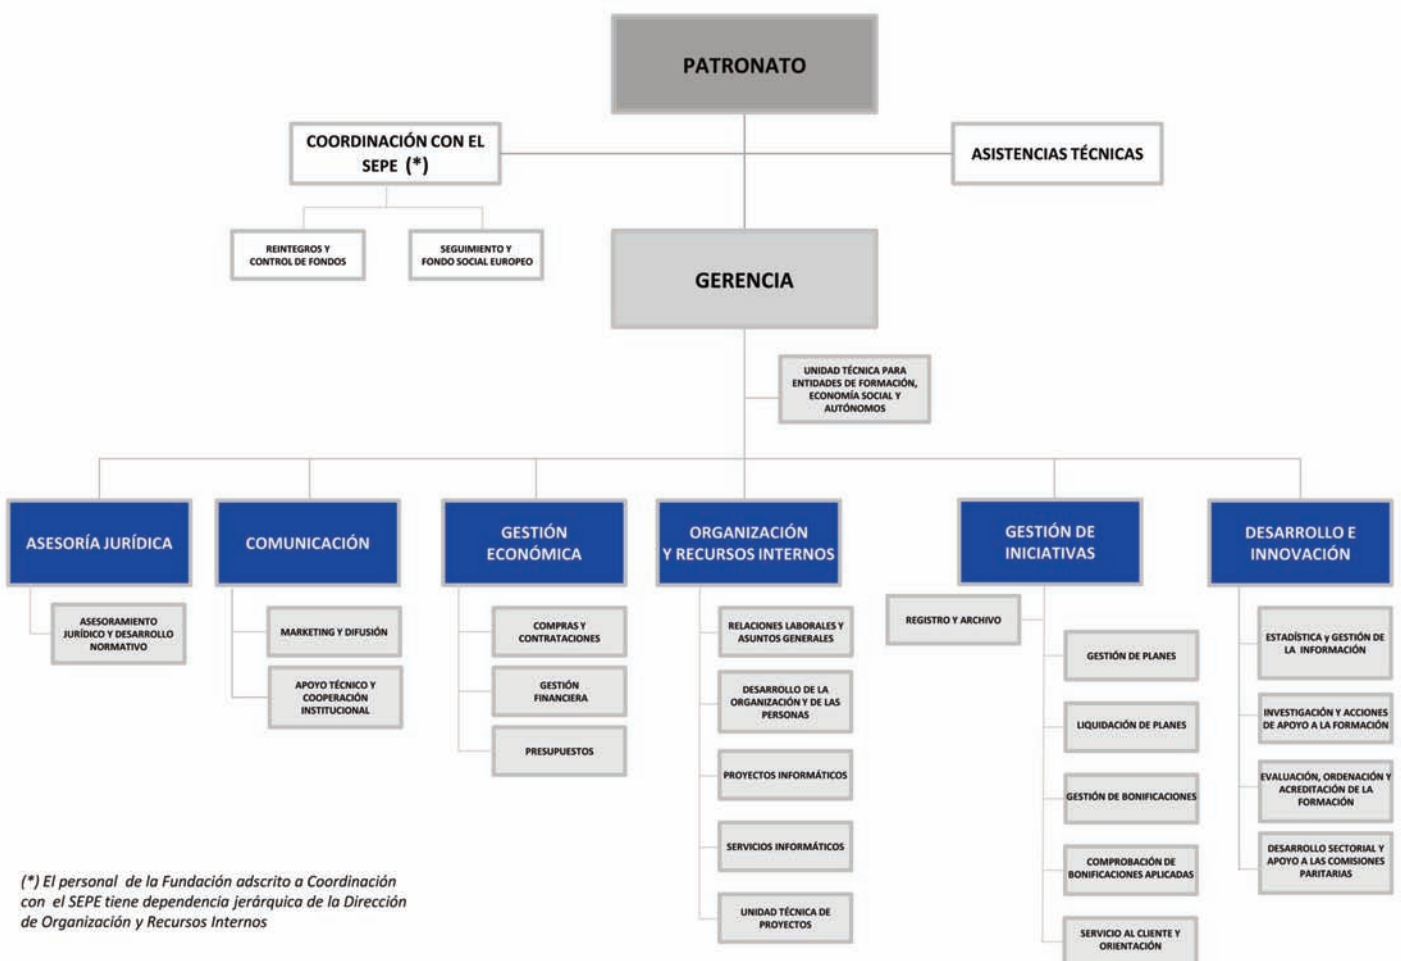 PATRONATO
COORDINACIÓN CON EL
SEPE (*)
ASISTENCIAS TÉCNICAS
REINTEGROS Y
CONTROL DE FONDOS
SEGUIMIENTO Y
FONDO SOCIAL EUROPEO
GERENCIA
UNIDAD TÉCNICA PARA
ENTIDADES DE FORMACIÓN,
ECONOMÍA SOCIAL Y
AUTÓNOMOS
ASESORÍA JURÍDICA
ASESORAMIENTO
JURÍDICO Y DESARROLLO
NORMATIVO
COMUNICACIÓN
MARKETING Y DIFUSIÓN
APOYO TÉCNICO Y
COOPERACIÓN
INSTITUCIONAL
GESTIÓN
ECONÓMICA
COMPRAS Y
CONTRATACIONES
GESTIÓN
FINANCIERA
PRESUPUESTOS
ORGANIZACIÓN
Y RECURSOS INTERNOS
RELACIONES LABORALES Y
ASUNTOS GENERALES
DESARROLLO DE LA
ORGANIZACIÓN Y DE LAS
PERSONAS
PROYECTOS INFORMÁTICOS
SERVICIOS INFORMÁTICOS
UNIDAD TÉCNICA DE
PROYECTOS
GESTIÓN DE
INICIATIVAS
REGISTRO Y ARCHIVO
GESTIÓN DE PLANES
LIQUIDACIÓN DE PLANES
GESTIÓN DE BONIFICACIONES
COMPROBACIÓN DE
BONIFICACIONES APLICADAS
SERVICIO AL CLIENTE Y
ORIENTACIÓN
DESARROLLO E
INNOVACIÓN
ESTADÍSTICA y GESTIÓN DE
LA INFORMACIÓN
INVESTIGACIÓN Y ACCIONES
DE APOYO A LA FORMACIÓN
EVALUACIÓN, ORDENACIÓN Y
ACREDITACIÓN DE LA
FORMACIÓN
DESARROLLO SECTORIAL Y
APOYO A LAS COMISIONES
PARITARIAS
(*) El personal de la Fundación adscrito a Coordinación
con el SEPE tiene dependencia jerárquica de la Dirección
de Organización y Recursos Internos